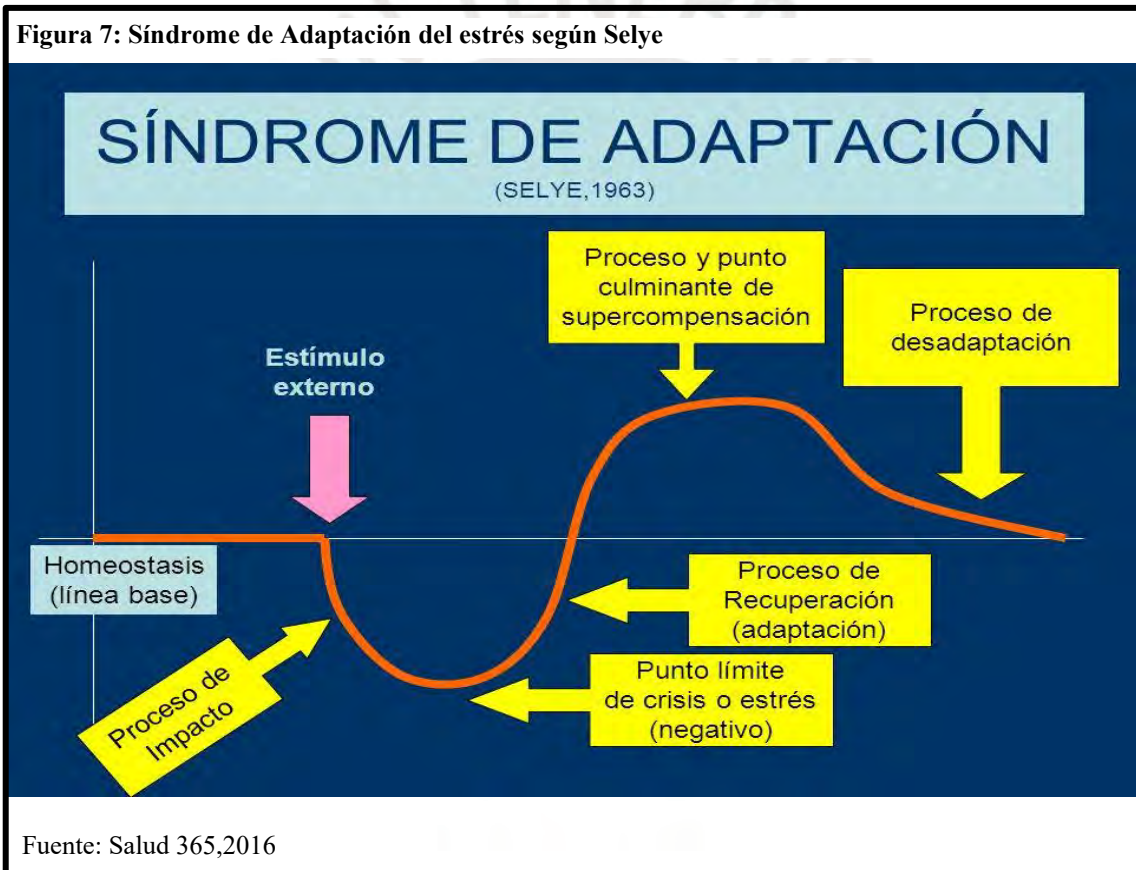 Figura 7: Síndrome de Adaptación del estrés según Selye
SÍNDROME DE ADAPTACIÓN
(SELYE,1963)
Proceso y punto
culminante de
supercompensación
Proceso de
desadaptación
Estímulo
externo
Homeostasis
(línea base)
Proceso de
Recuperación
(adaptación)
Punto límite
de crisis o estrés
(negativo)
Proceso de
Impacto
Fuente: Salud 365,2016